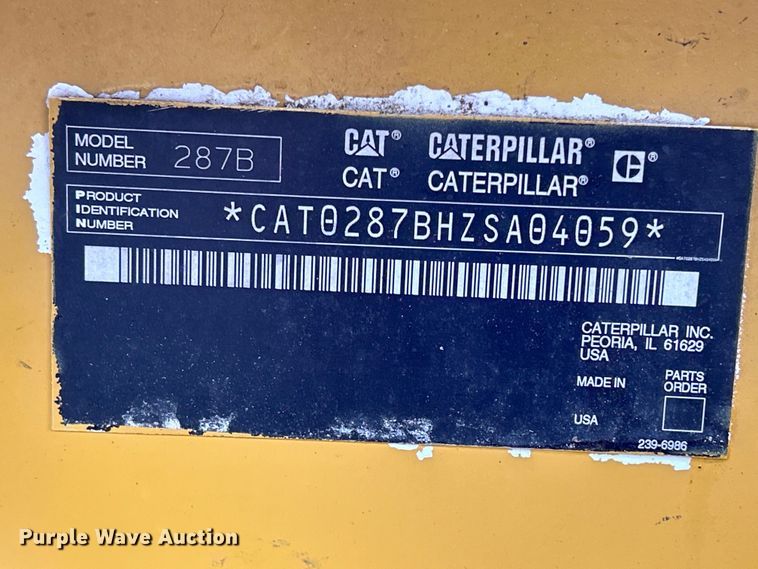 MODEL NUMBER 287B
CAT® CATERPILLAR® C®
CAT® CATERPILLAR®
PRODUCT IDENTIFICATION NUMBER *CAT0287BHZSA04059*
CATERPILLAR INC.
PEORIA, IL 61629
USA
MADE IN
USA
PARTS
ORDER
239-6986
Purple Wave Auction